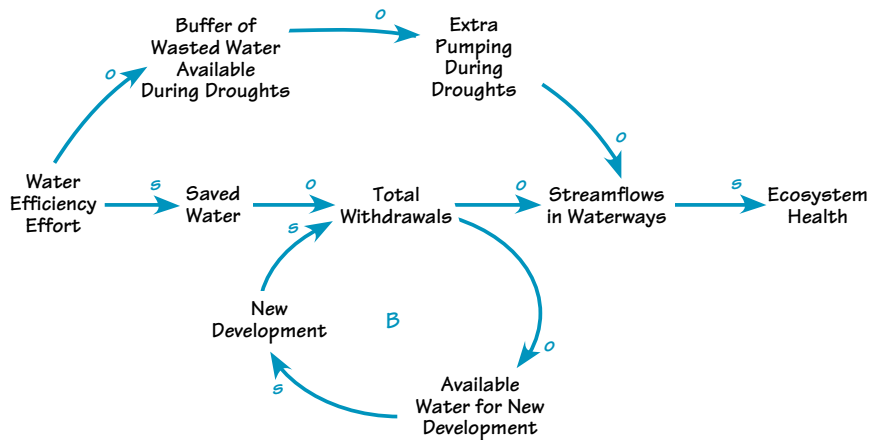 Buffer of
Wasted Water
Available
During Droughts
o
Extra
Pumping
During
Droughts
o
o
Water
Efficiency
Effort
s
Saved
Water
o
Total
Withdrawals
o
Streamflows
in Waterways
s
Ecosystem
Health
s
New
Development
B
o
s
Available
Water for New
Development